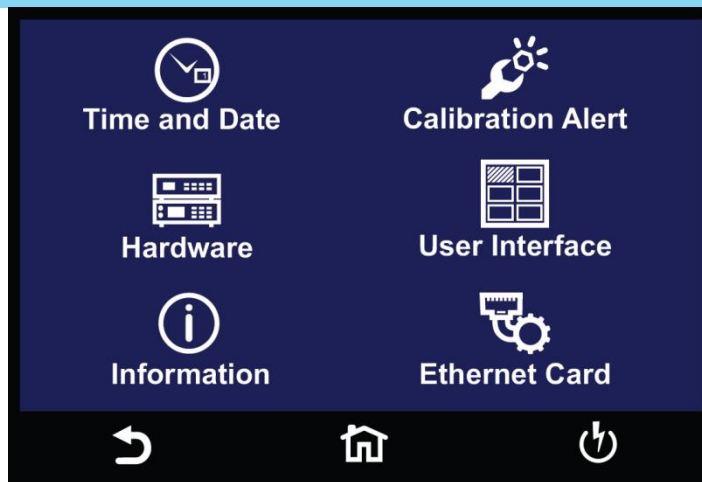 Time and Date
Calibration Alert
Hardware
User Interface
Information
Ethernet Card